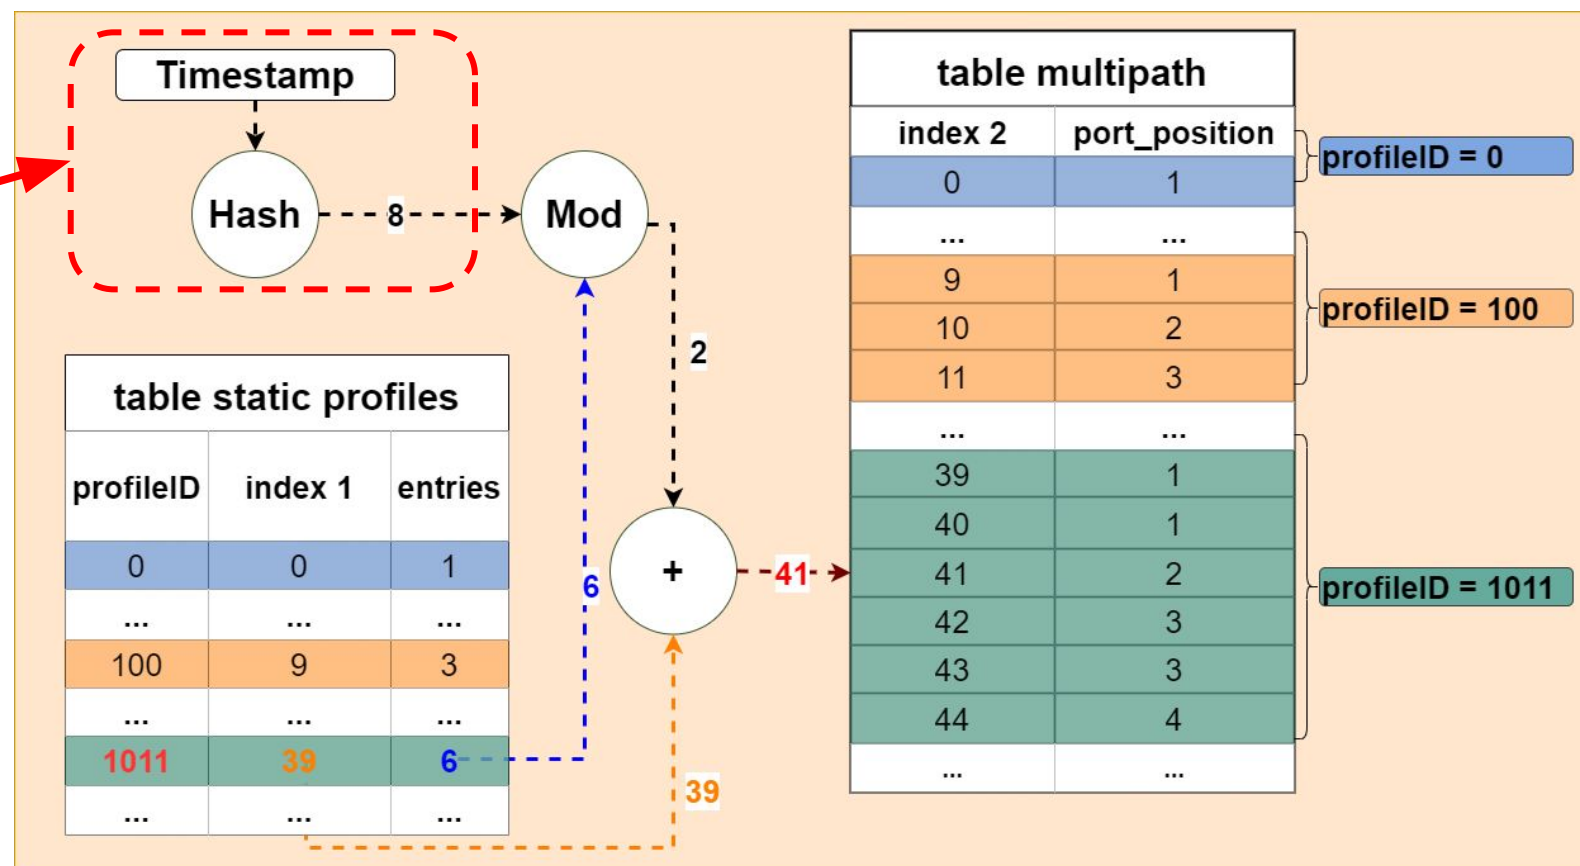 Timestamp
Hash
8
Mod
2
6
+
41
39
table static profiles
profileID index 1 entries
0 0 1
... ... ...
100 9 3
... ... ...
1011 39 6
... ... ...
table multipath
index 2 port_position
0 1
... ...
9 1
10 2
11 3
... ...
39 1
40 1
41 2
42 3
43 3
44 4
... ...
profileID = 0
profileID = 100
profileID = 1011